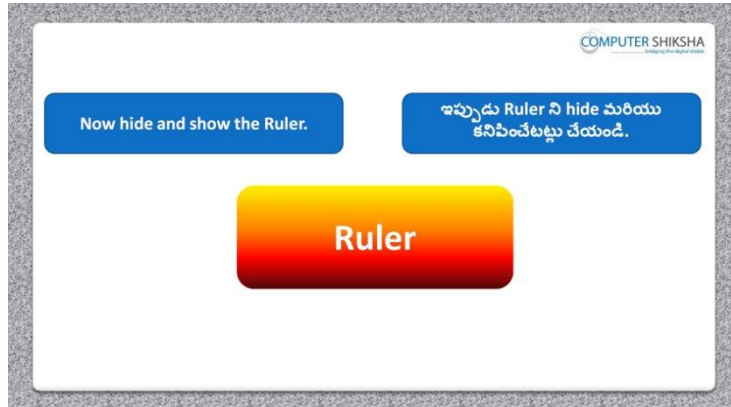 COMPUTER SHIKSHA
bridging the digital divide
Now hide and show the Ruler.
ఇప్పుడు Ruler ని hide మరియు
కనిపించేటట్లు చేయండి.
Ruler